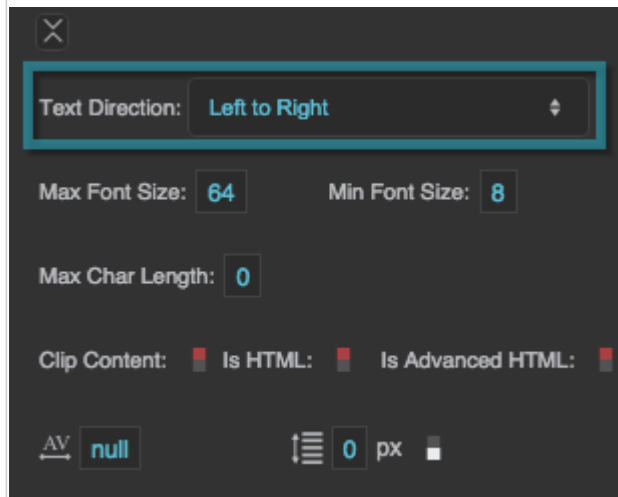 Text Direction: Left to Right
Max Font Size: 64 Min Font Size: 8
Max Char Length: 0
Clip Content: Is HTML: Is Advanced HTML:
AV null 0 px